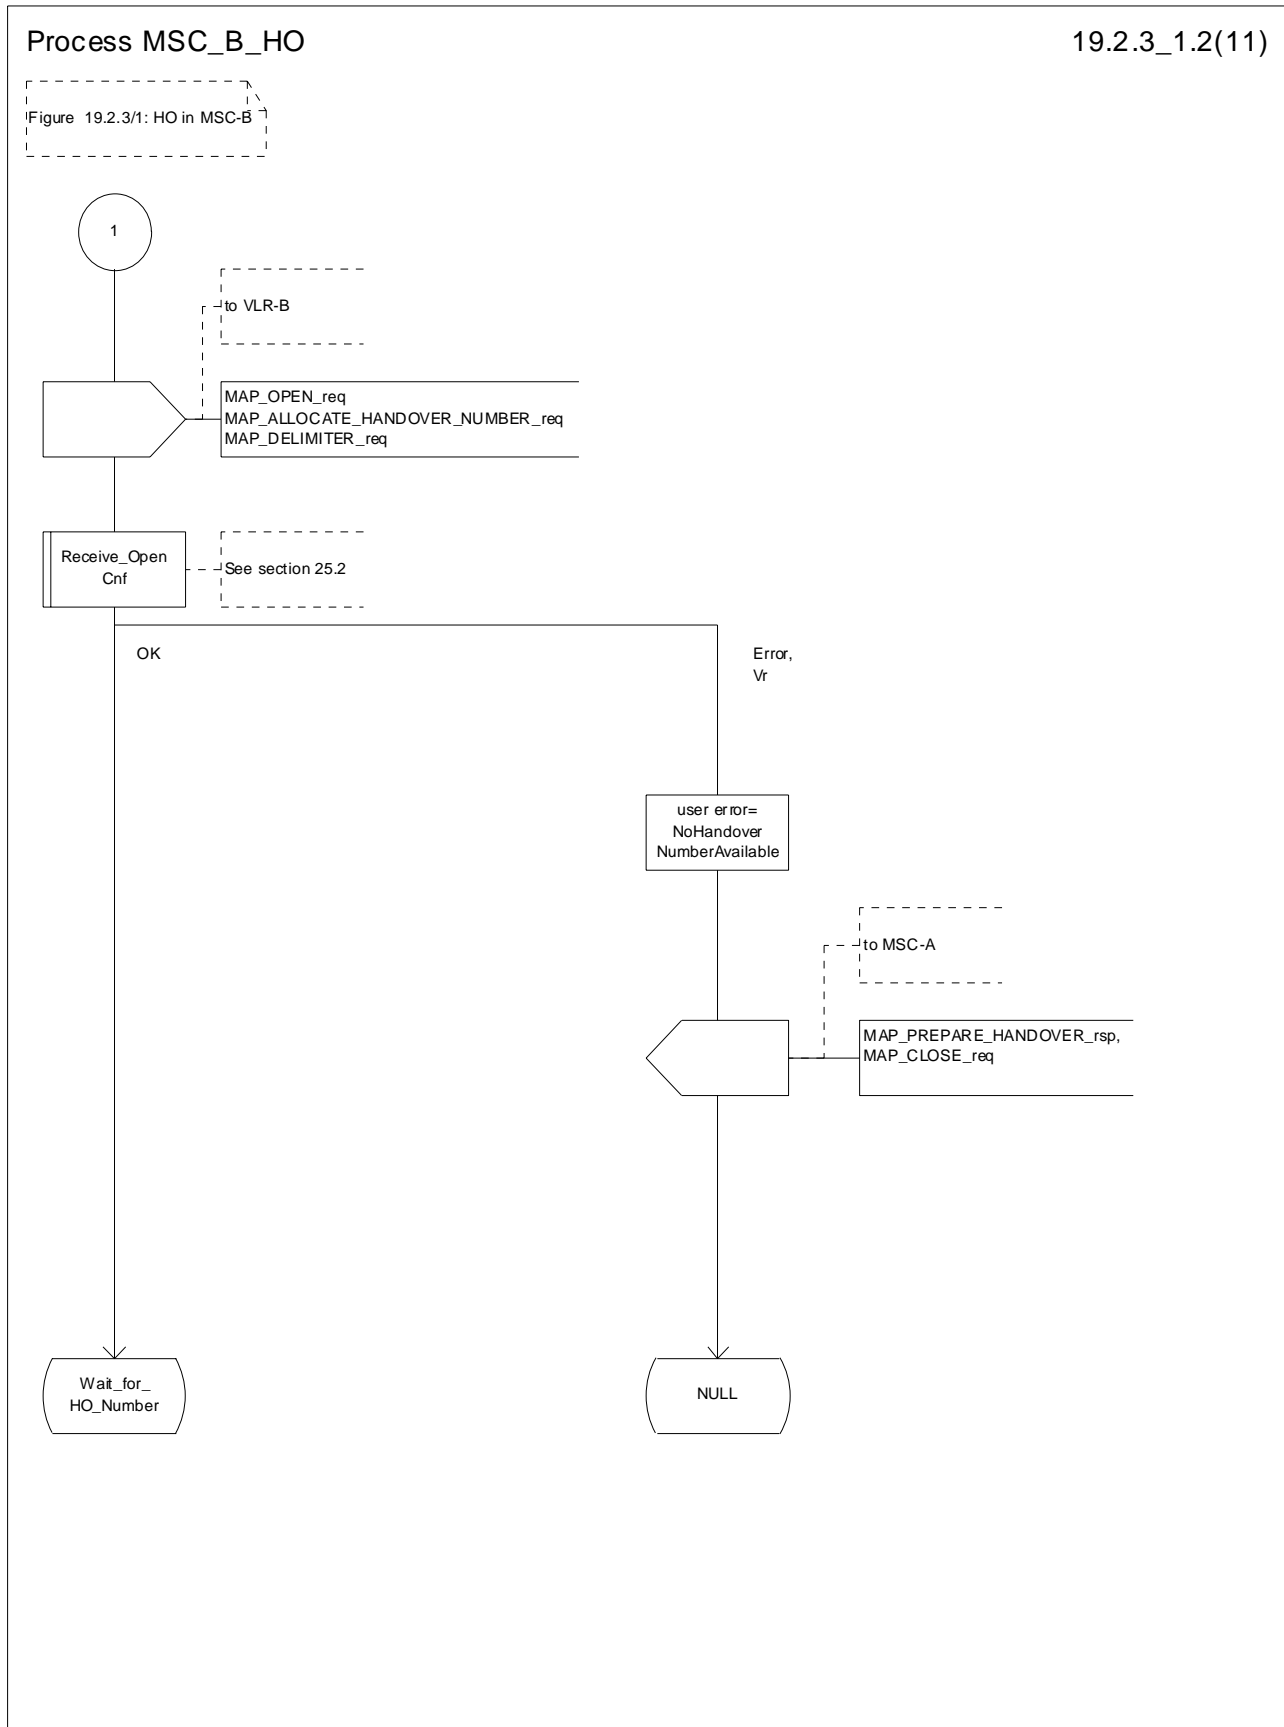 Process MSC_B_HO
19.2.3_1.2(11)
Figure 19.2.3/1: HO in MSC-B
1
to VLR-B
MAP_OPEN_req
MAP_ALLOCATE_HANDOVER_NUMBER_req
MAP_DELIMITER_req
Receive_Open
Cnf
See section 25.2
OK
Error,
Vr
user error=
NoHandover
NumberAvailable
to MSC-A
MAP_PREPARE_HANDOVER_rsp,
MAP_CLOSE_req
Wait_for_
HO_Number
NULL